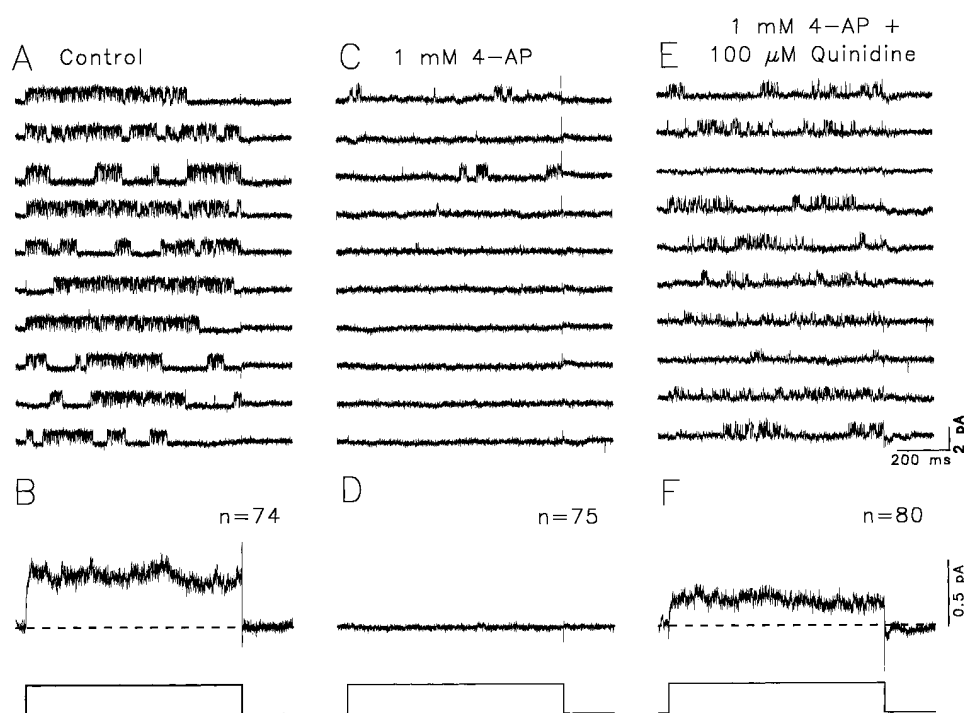 A Control
C 1 mM 4-AP
E 1 mM 4-AP +
100 μM Quinidine
2 pA
200 ms
B
n=74
D
n=75
F
n=80
0.5 pA